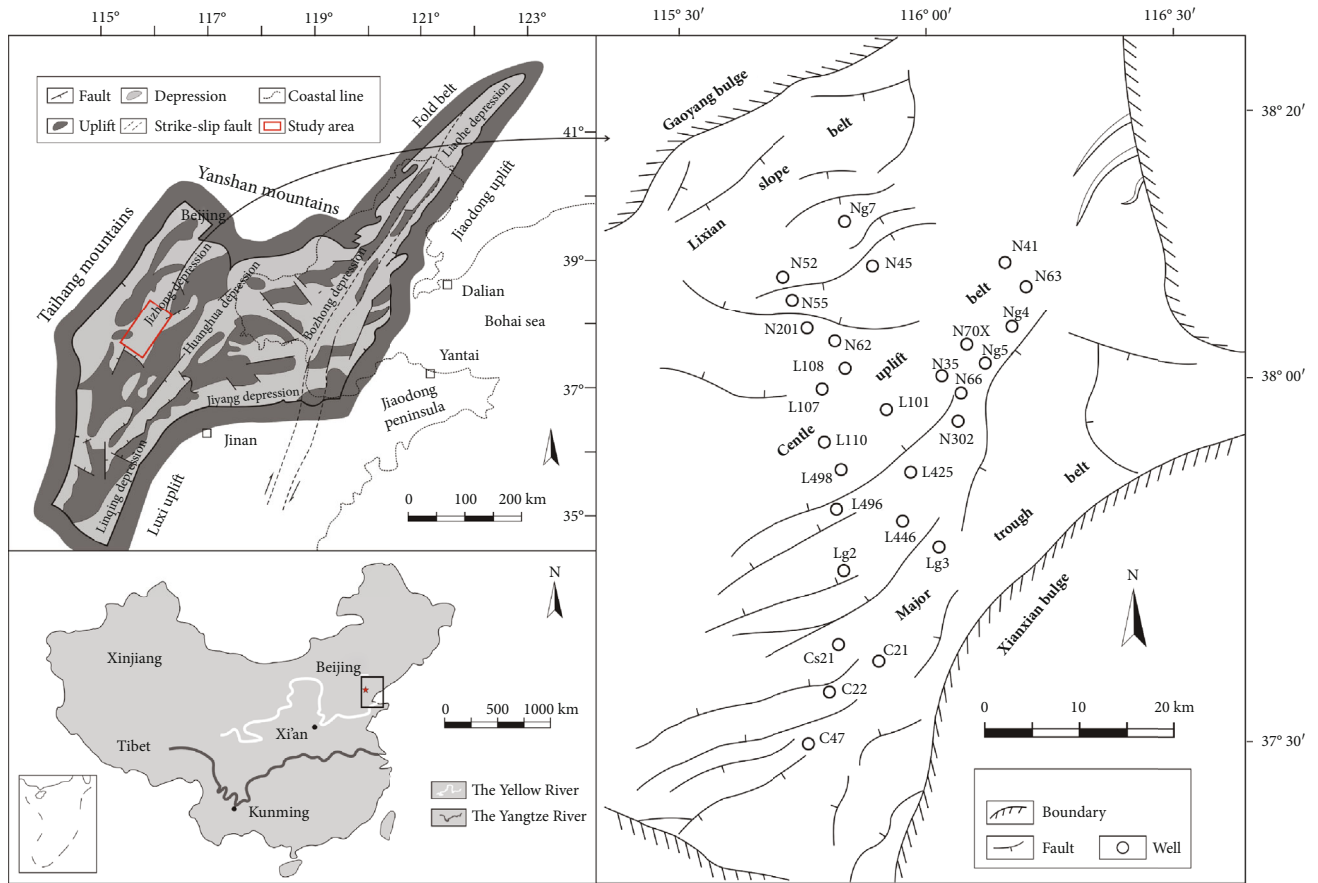 115°
117°
119°
121°
123°
Fault
Depression
Coastal line
Uplift
Strike-slip fault
Study area
41°
39°
37°
35°
Fold belt
Liaohe depression
Yanshan mountains
Jiaodong uplift
Beijing
Taihang mountains
Jizhong depression
Huanghua depression
Bozhong depression
Dalian
Bohai sea
Yantai
Jiaodong
peninsula
Jiyang depression
Jinan
Linqing depression
Luxi uplift
0 100 200 km
N
Xinjiang
Beijing
0 500 1000 km
Xi'an
Tibet
Kunming
The Yellow River
The Yangtze River
115° 30′
116° 00′
116° 30′
38° 20′
38° 00′
37° 30′
Gaoyang bulge
Lixian slope belt
Ng7
N41
N52
N45
N63
N55
Ng4
N201
N62
N70X
Ng5
L108
N35
N66
L107
L101
N302
Centle uplift belt
L110
L498
L425
L496
L446
Lg2
Lg3
Major trough belt
Xianxian bulge
N
Cs21
C21
C22
C47
0 10 20 km
Boundary
Fault
Well